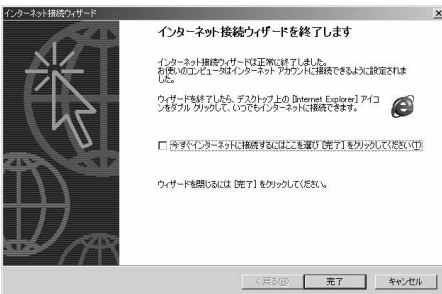 インターネット接続ウィザード
インターネット接続ウィザードを終了します
インターネット接続ウィザードは正常に終了しました。
お使いのコンピュータはインターネット アカウントに接続できるように設定されま
した。
ウィザードを終了したら、デスクトップ上の [Internet Explorer] アイコ
ンをダブル クリックして、いつでもインターネットに接続できます。
今すぐインターネットに接続するにはここを選び [完了] をクリックしてください(T)
ウィザードを閉じるには [完了] をクリックしてください。
< 戻る(B)
完了
キャンセル